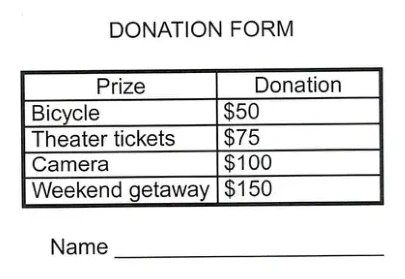 DONATION FORM
Prize Donation
Bicycle $50
Theater tickets $75
Camera $100
Weekend getaway $150
Name